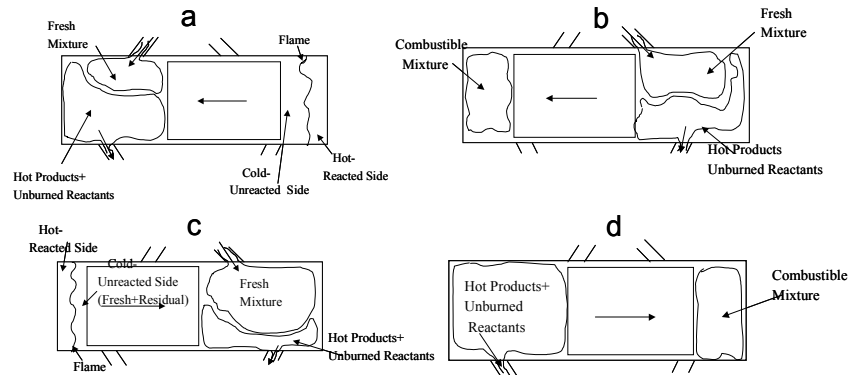 a
Fresh
Mixture
Flame
Hot Products+
Unburned Reactants
Cold-
Unreacted Side
Hot-
Reacted Side
b
Combustible
Mixture
Fresh
Mixture
Hot Products
Unburned Reactants
c
Hot-
Reacted Side
Cold-
Unreacted Side
(Fresh+Residual)
Fresh
Mixture
Hot Products+
Unburned Reactants
Flame
d
Hot Products+
Unburned
Reactants
Combustible
Mixture